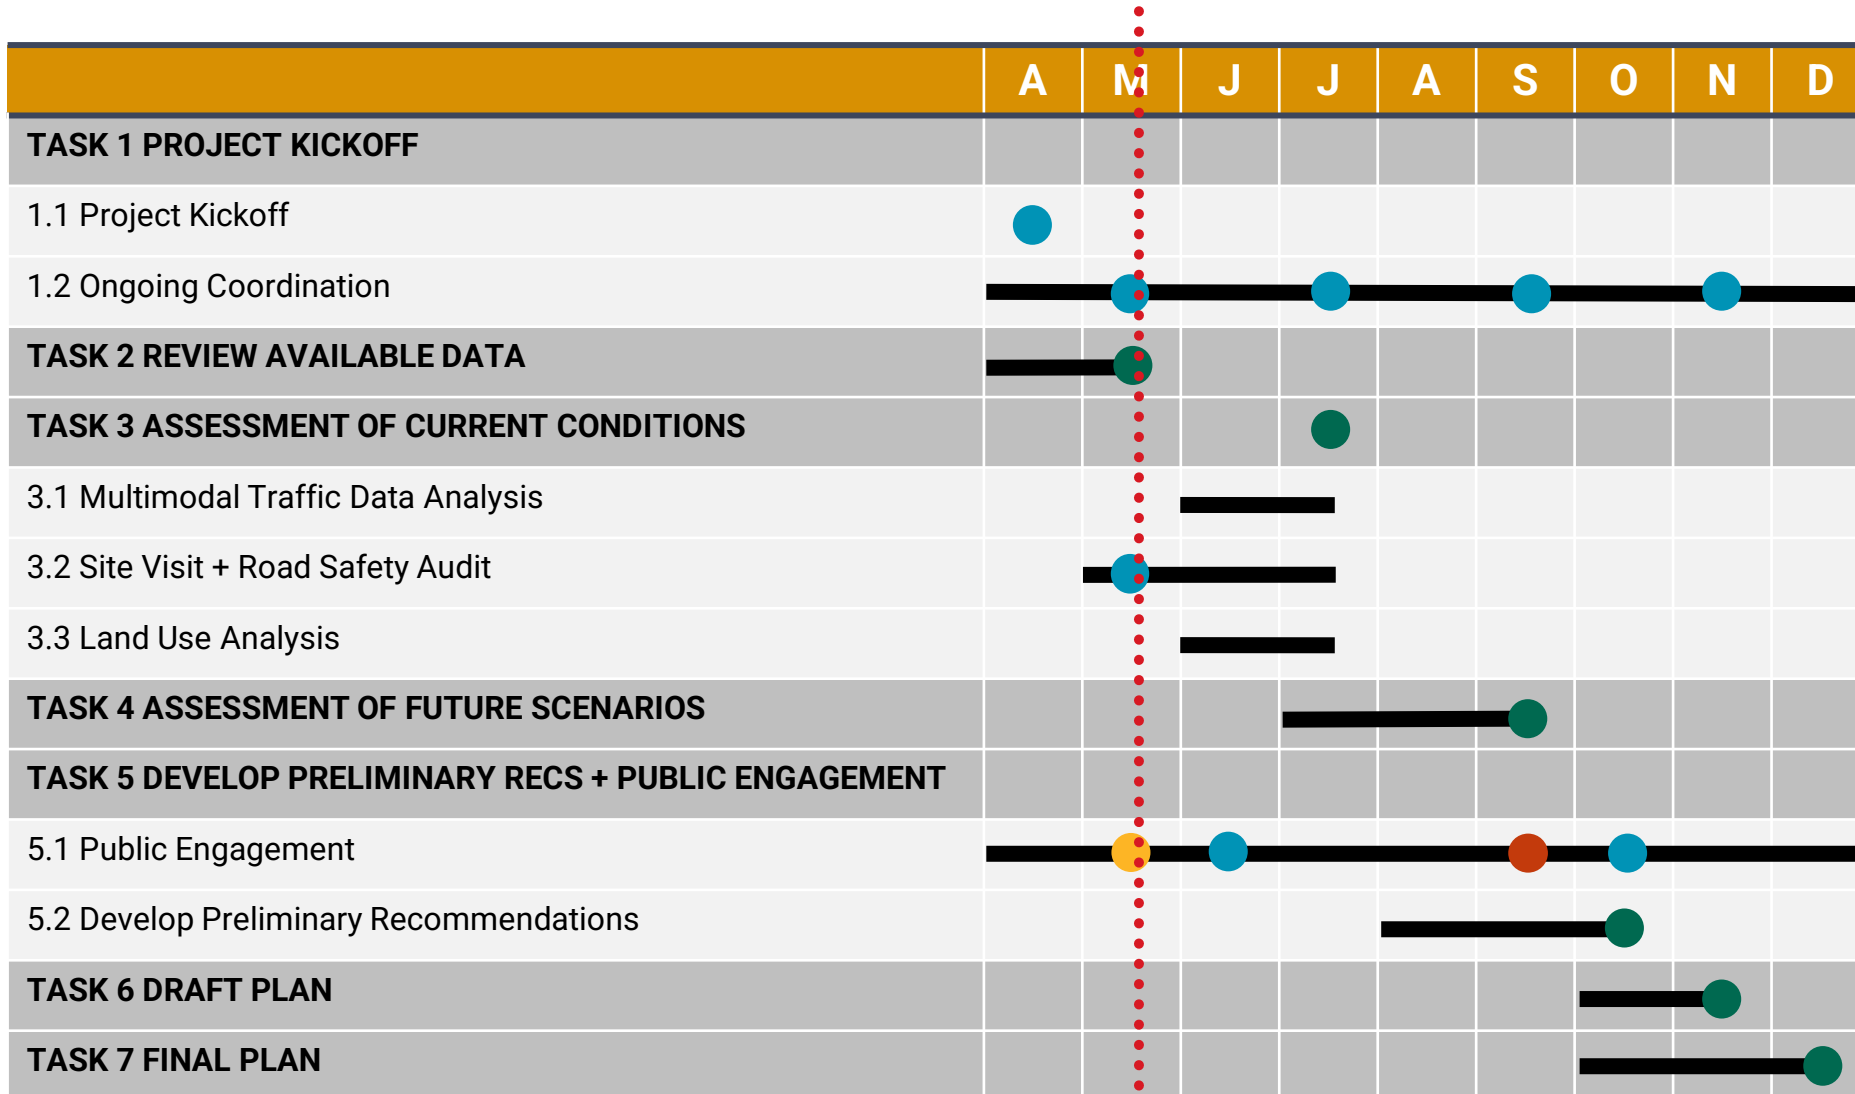 A M J J A S O N D
TASK 1 PROJECT KICKOFF
1.1 Project Kickoff
1.2 Ongoing Coordination
TASK 2 REVIEW AVAILABLE DATA
TASK 3 ASSESSMENT OF CURRENT CONDITIONS
3.1 Multimodal Traffic Data Analysis
3.2 Site Visit + Road Safety Audit
3.3 Land Use Analysis
TASK 4 ASSESSMENT OF FUTURE SCENARIOS
TASK 5 DEVELOP PRELIMINARY RECS + PUBLIC ENGAGEMENT
5.1 Public Engagement
5.2 Develop Preliminary Recommendations
TASK 6 DRAFT PLAN
TASK 7 FINAL PLAN